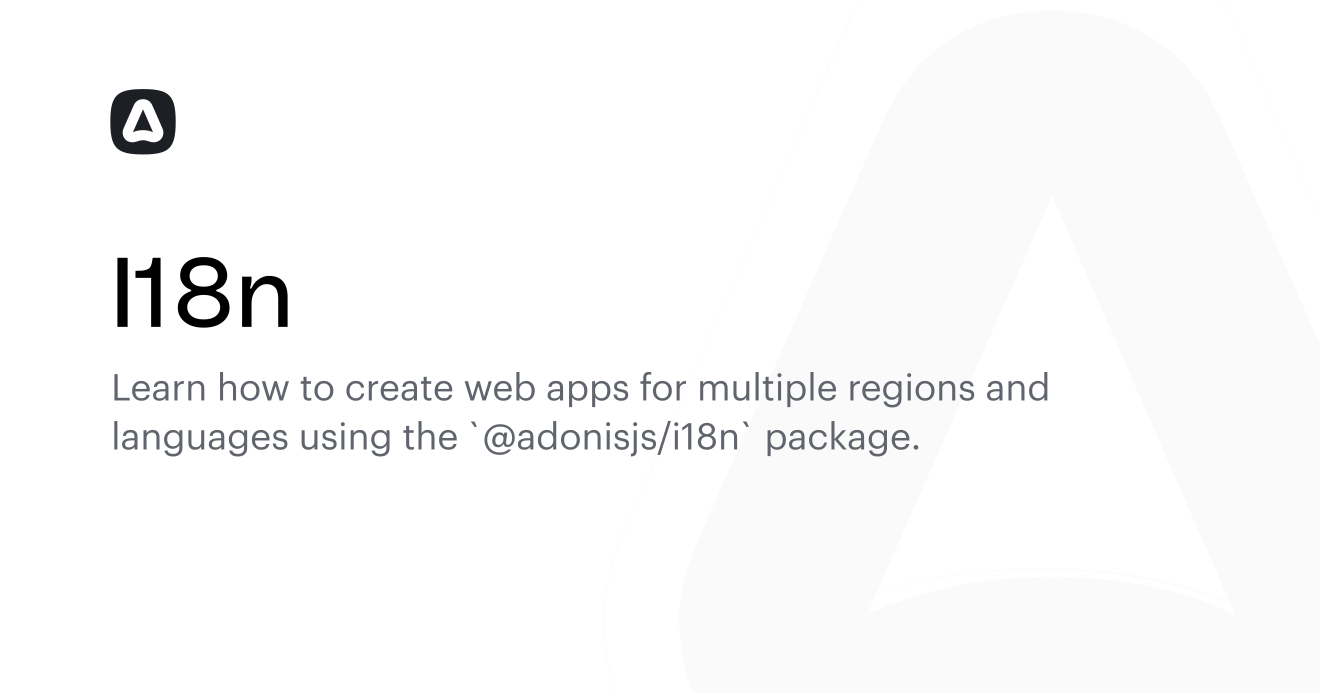 I18n
Learn how to create web apps for multiple regions and
languages using the `@adonisjs/i18n` package.